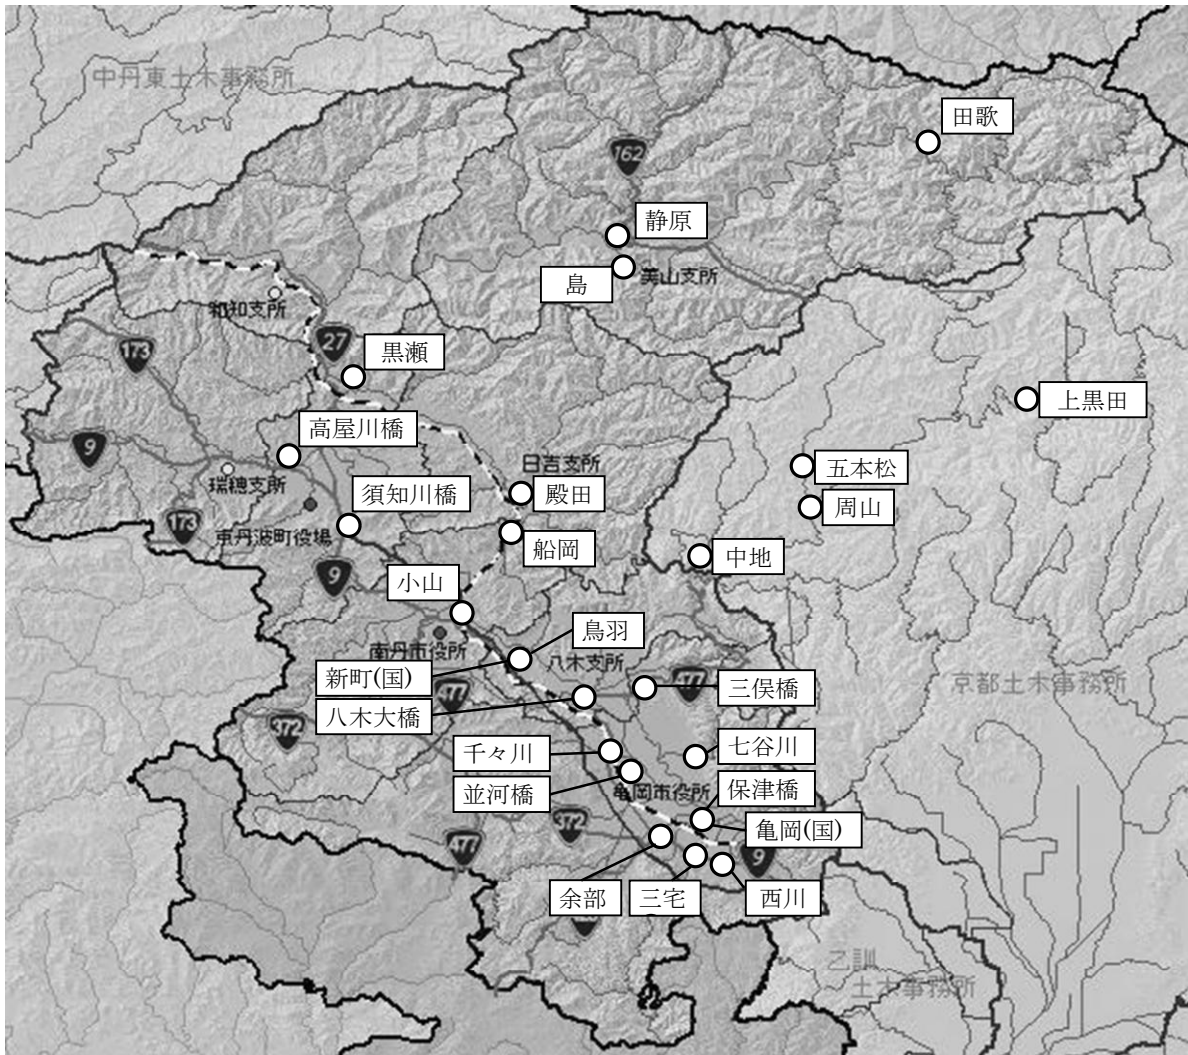 中丹東土木事務所
田歌
162
静原
島
美山支所
和知支所
27
黒瀬
173
上黒田
高屋川橋
9
五本松
日吉支所
瑞穂支所
須知川橋
殿田
周山
173
京丹波町役場
船岡
中地
9
小山
鳥羽
南丹市役所
八木支所
新町(国)
477
477
三俣橋
京都土木事務所
八木大橋
372
千々川
七谷川
並河橋
亀岡市役所
保津橋
372
亀岡(国)
477
9
余部
三宅
西川
乙訓
土木事務所